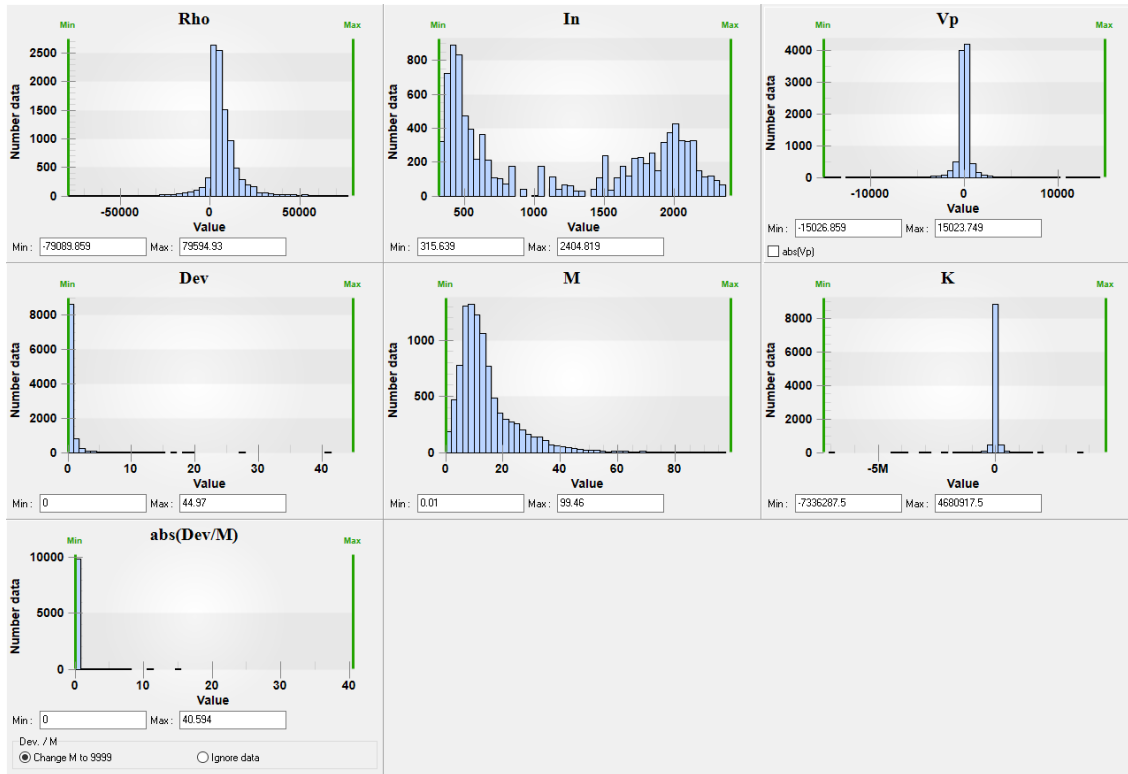 Rho
Min Max
Number data
2500
2000
1500
1000
500
0
-50000 0 50000
Value
Min : -79089.859 Max : 79594.93
In
Min Max
Number data
800
600
400
200
0
500 1000 1500 2000
Value
Min : 315.639 Max : 2404.819
Vp
Min Max
Number data
4000
3000
2000
1000
0
-10000 0 10000
Value
Min : -15026.859 Max : 15023.749
abs(Vp)
Dev
Min Max
Number data
8000
6000
4000
2000
0
0 10 20 30 40
Value
Min : 0 Max : 44.97
M
Min Max
Number data
1000
500
0
0 20 40 60 80
Value
Min : 0.01 Max : 99.46
K
Min Max
Number data
8000
6000
4000
2000
0
-5M 0
Value
Min : -7336287.5 Max : 4680917.5
abs(Dev/M)
Min Max
Number data
10000
5000
0
0 10 20 30 40
Value
Min : 0 Max : 40.594
Dev. / M
Change M to 9999 Ignore data